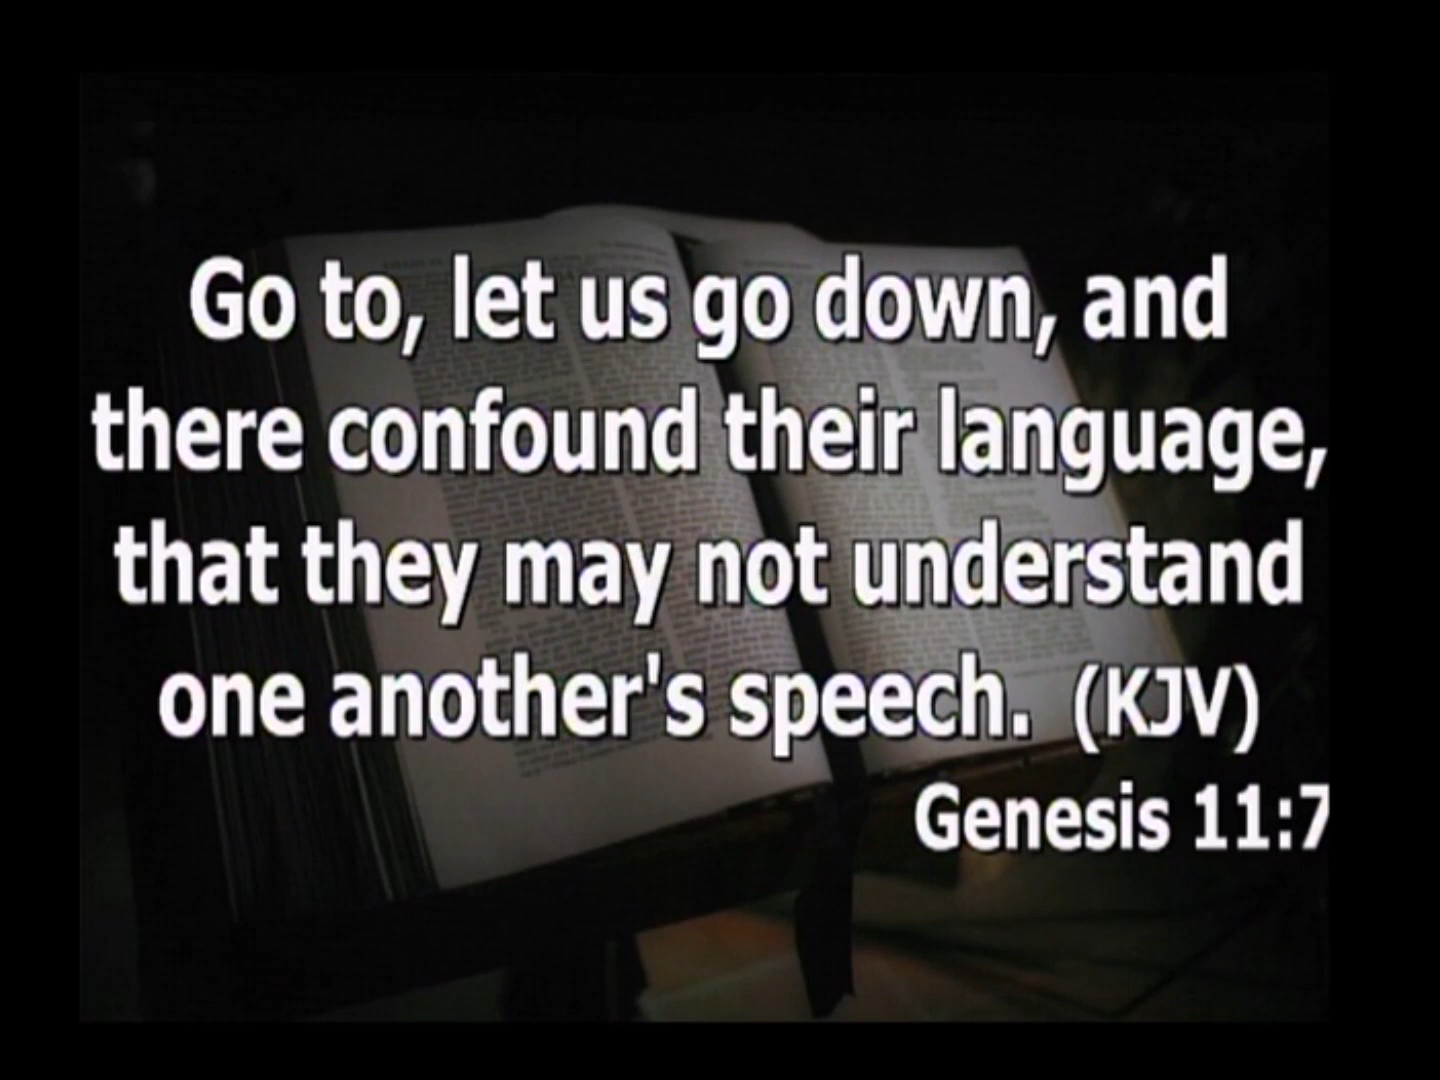 Go to, let us go down, and
there confound their language,
that they may not understand
one another's speech. (KJV)
Genesis 11:7